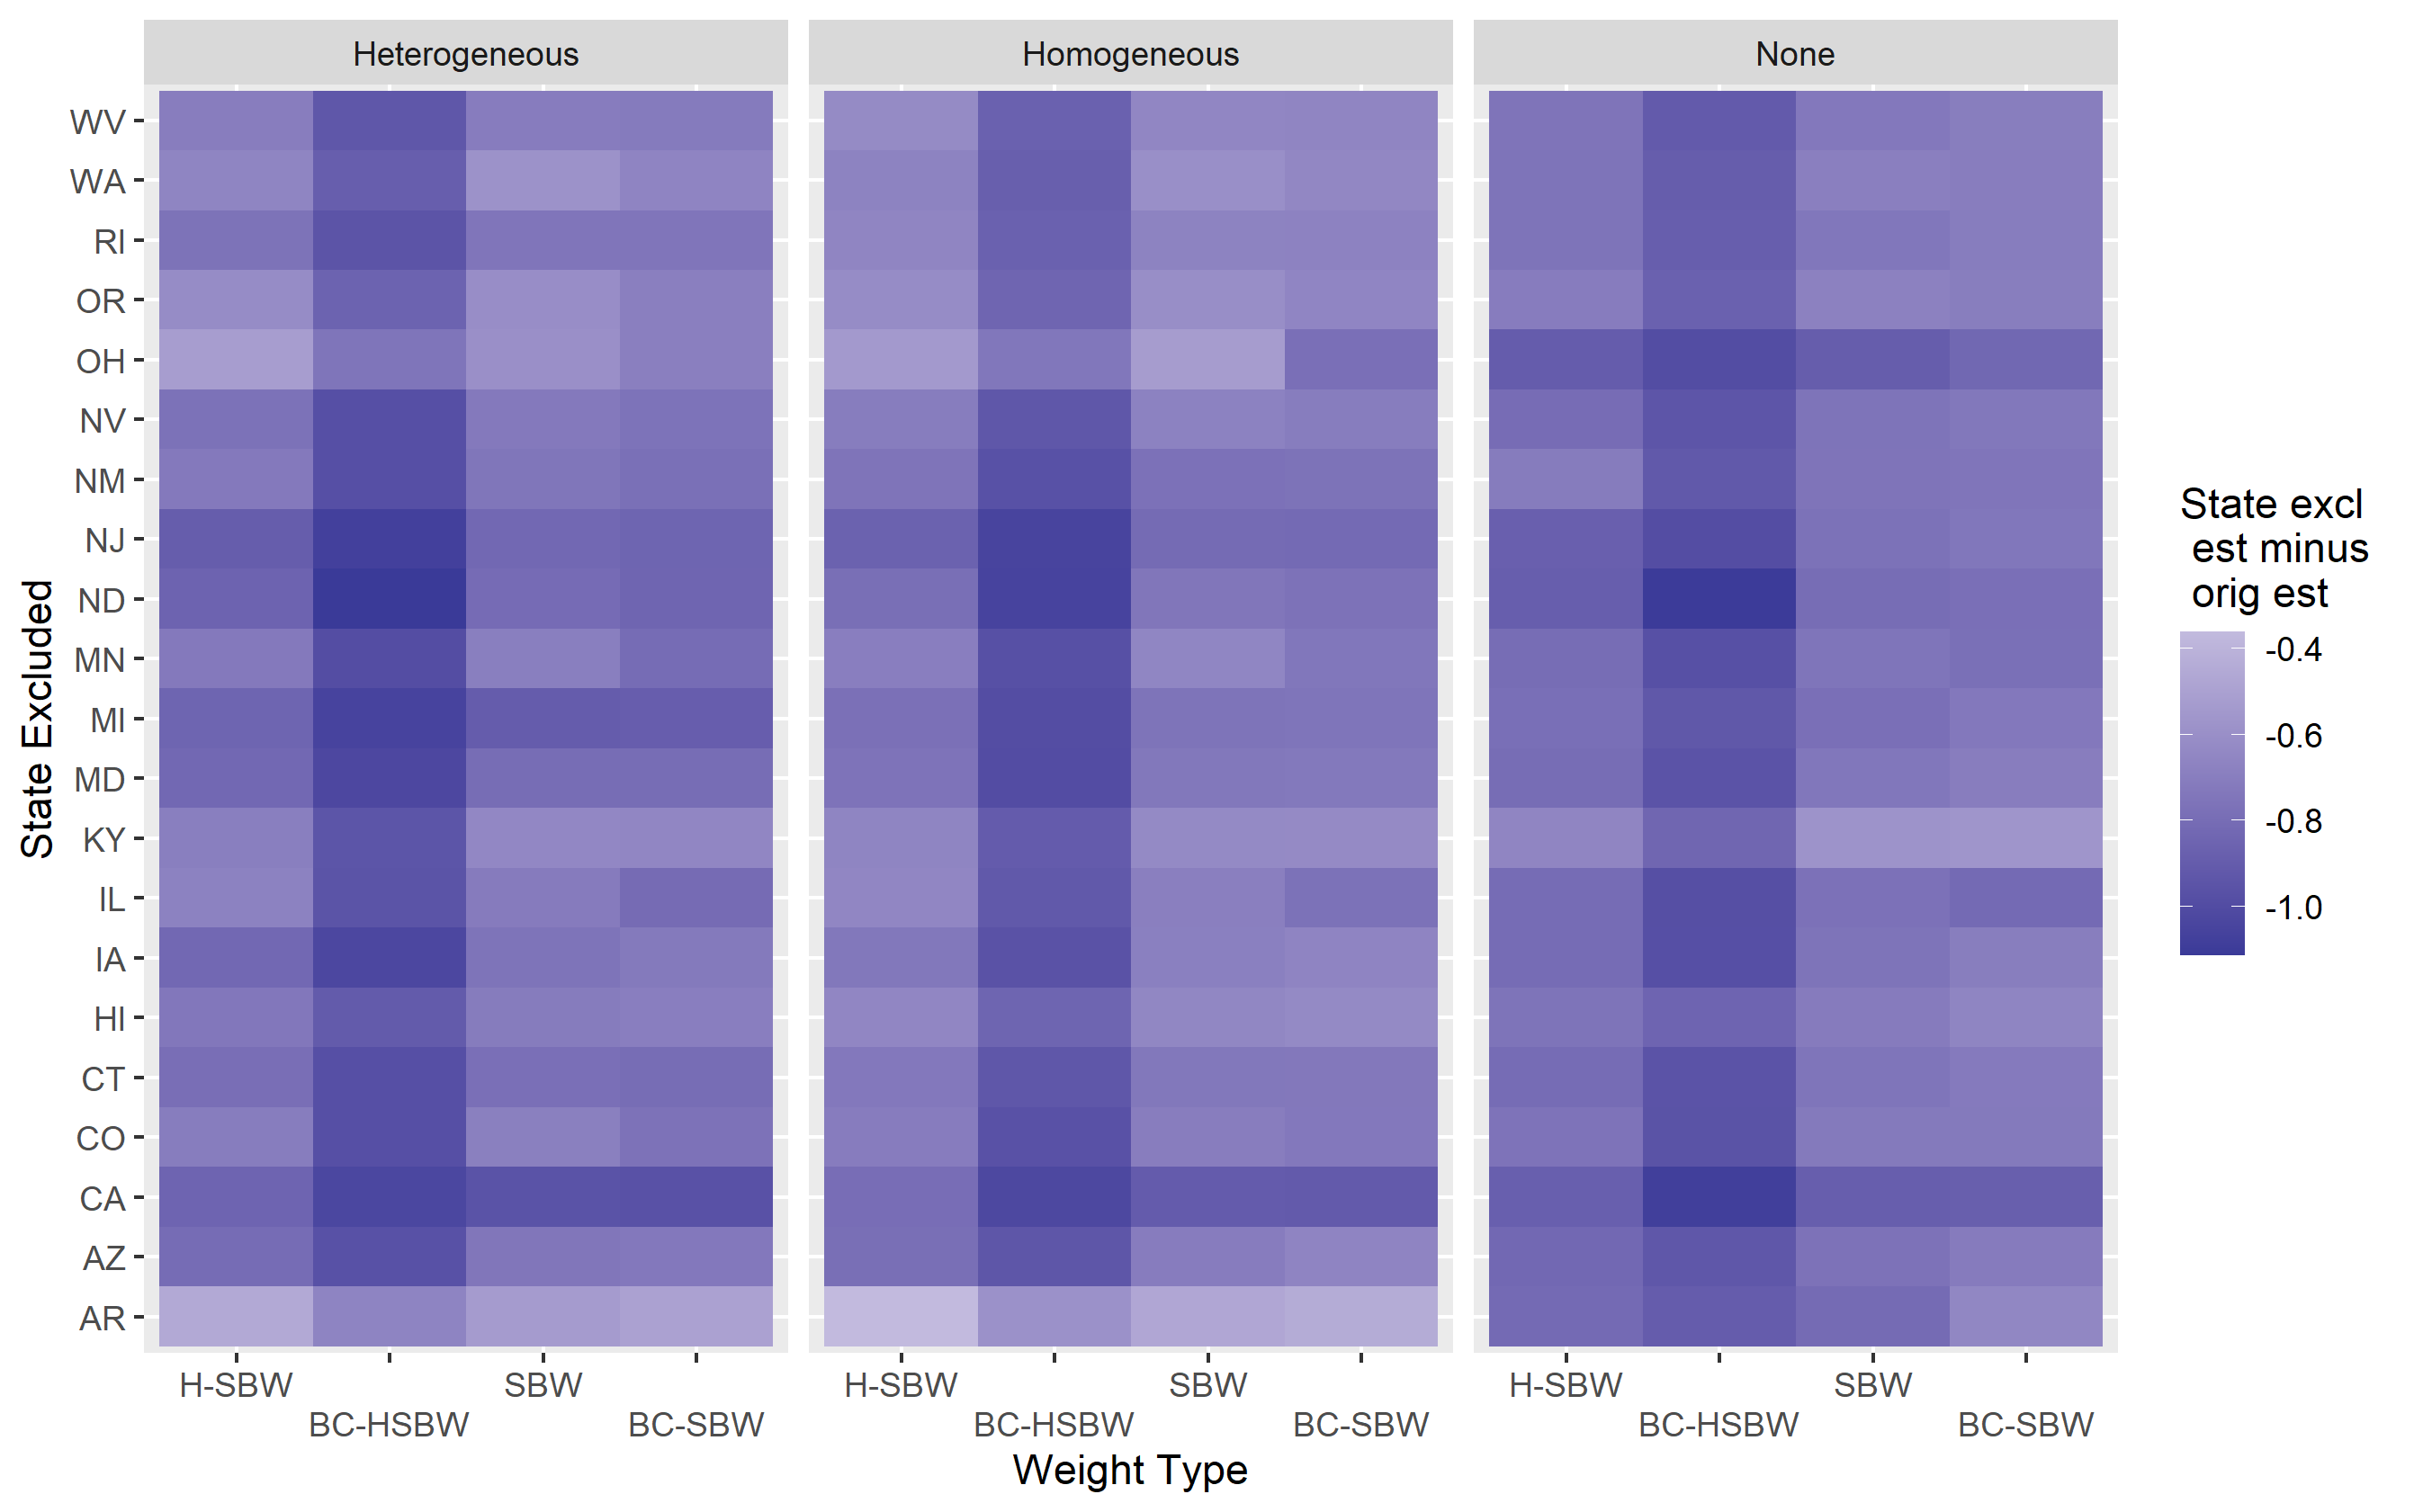 Heterogeneous
Homogeneous
None
State Excluded
WV
WA
RI
OR
OH
NV
NM
NJ
ND
MN
MI
MD
KY
IL
IA
HI
CT
CO
CA
AZ
AR
H-SBW
BC-HSBW
SBW
BC-SBW
H-SBW
BC-HSBW
SBW
BC-SBW
H-SBW
BC-HSBW
SBW
BC-SBW
Weight Type
State excl
est minus
orig est
-0.4
-0.6
-0.8
-1.0